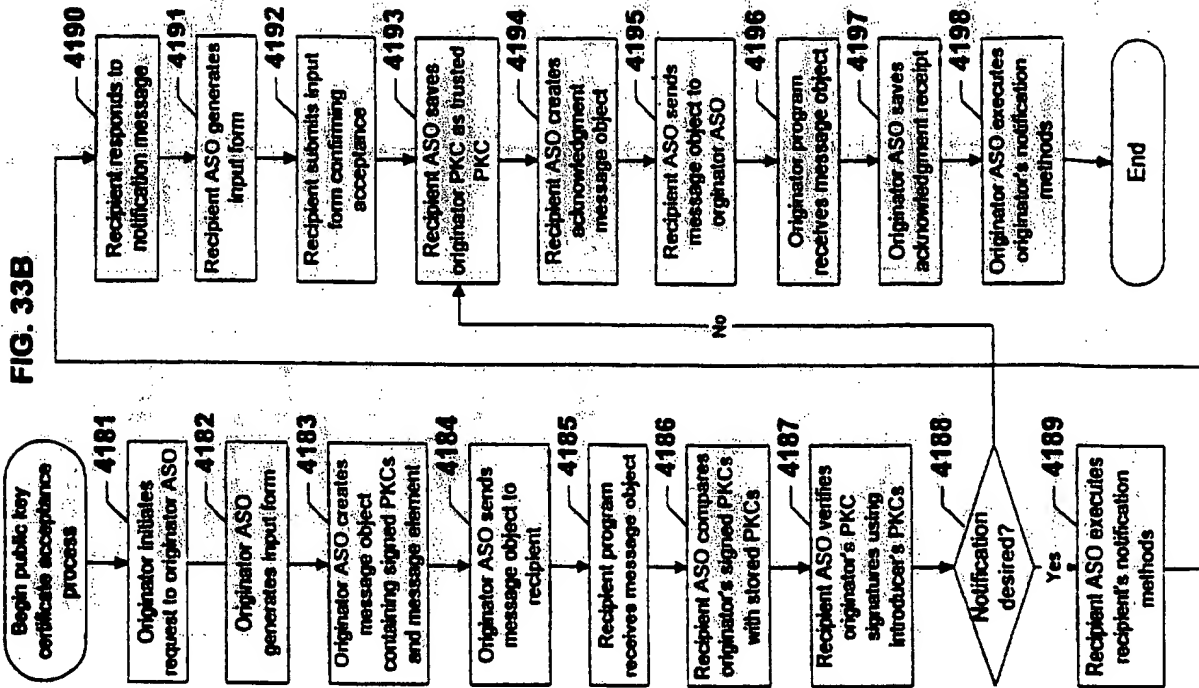 FIG. 33B
Begin public key
certificate acceptance
process
4181
Originator initiates
request to originator ASO
4182
Originator ASO
generates input form
4183
Originator ASO creates
message object
containing signed PKCs
and message element
4184
Originator ASO sends
message object to
recipient
4185
Recipient program
receives message object
4186
Recipient ASO compares
originator's signed PKCs
with stored PKCs
4187
Recipient ASO verifies
originator's PKC
signatures using
introducer's PKCs
4188
Notification
desired?
No
Yes
4189
Recipient ASO executes
recipient's notification
methods
4190
Recipient responds to
notification message
4191
Recipient ASO generates
input form
4192
Recipient submits input
form confirming
acceptance
4193
Recipient ASO saves
originator PKC as trusted
PKC
4194
Recipient ASO creates
acknowledgment
message object
4195
Recipient ASO sends
message object to
orginator ASO
4196
Originator program
receives message object
4197
Originator ASO saves
acknowledgment receipt
4198
Originator ASO executes
originator's notification
methods
End